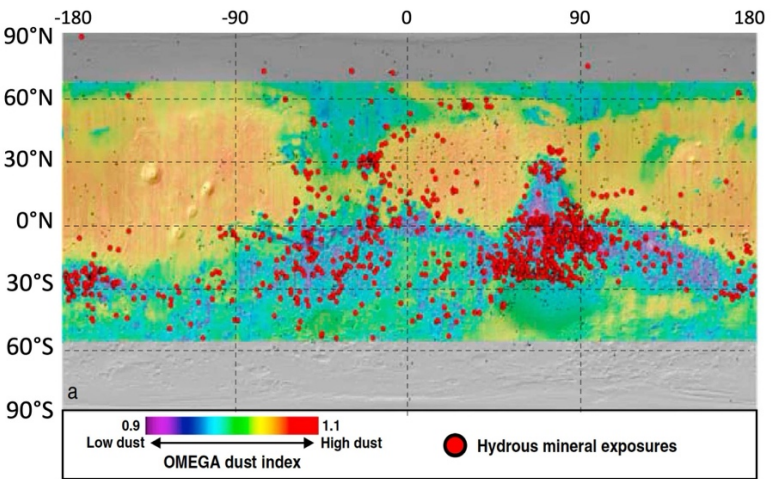 -180 -90 0 90 180
90°N
60°N
30°N
0°N
30°S
60°S
90°S
a
0.9 1.1
Low dust High dust
OMEGA dust index
Hydrous mineral exposures